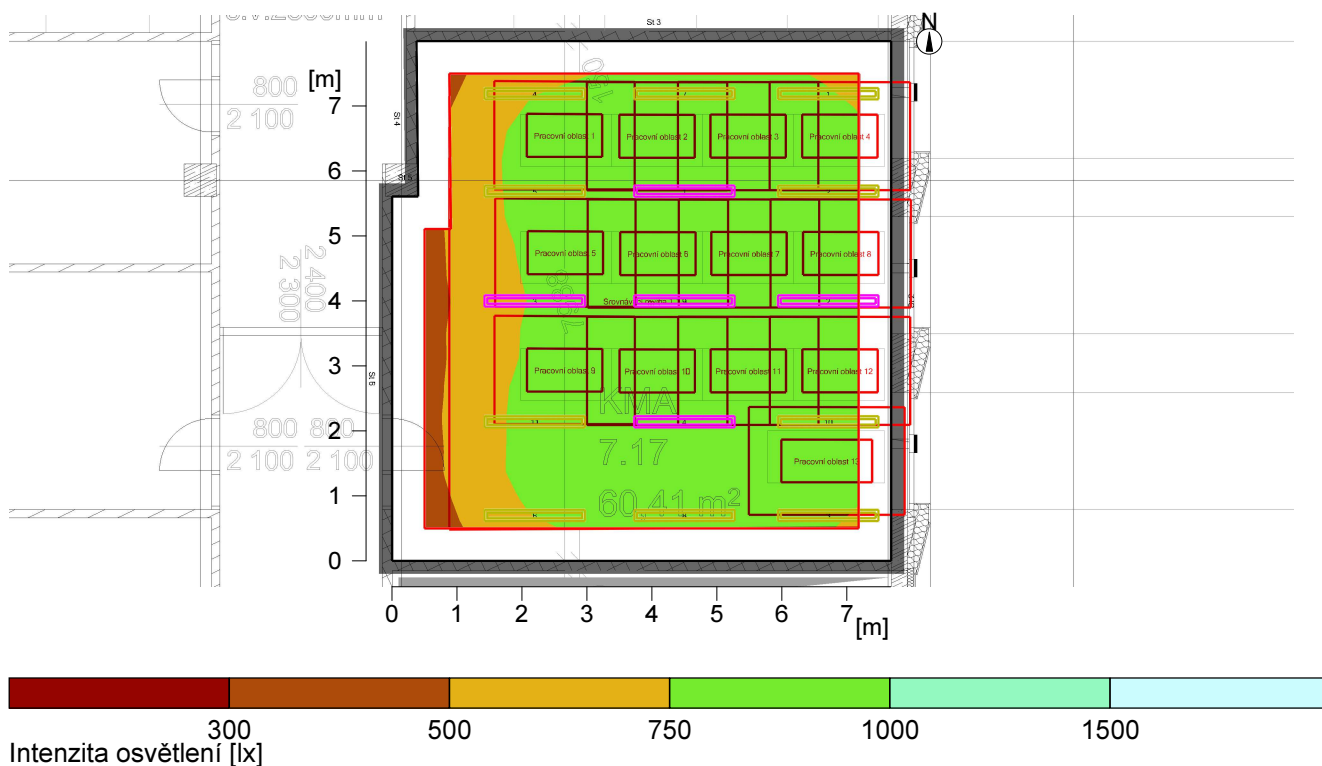 St 3
N
[m]
800
2 100
St 4
7
6
5
4
3
2
1
0
Pracovní oblast 1
Pracovní oblast 2
Pracovní oblast 3
Pracovní oblast 4
St 5
Pracovní oblast 5
Pracovní oblast 6
Pracovní oblast 7
Pracovní oblast 8
2 400
2 300
Pracovní oblast 9
Pracovní oblast 10
Pracovní oblast 11
Pracovní oblast 12
St 6
KMA
800
2 100
2 100
7.17
Pracovní oblast 13
60.41 m²
0 1 2 3 4 5 6 7
[m]
300 500 750 1000 1500
Intenzita osvětlení [lx]